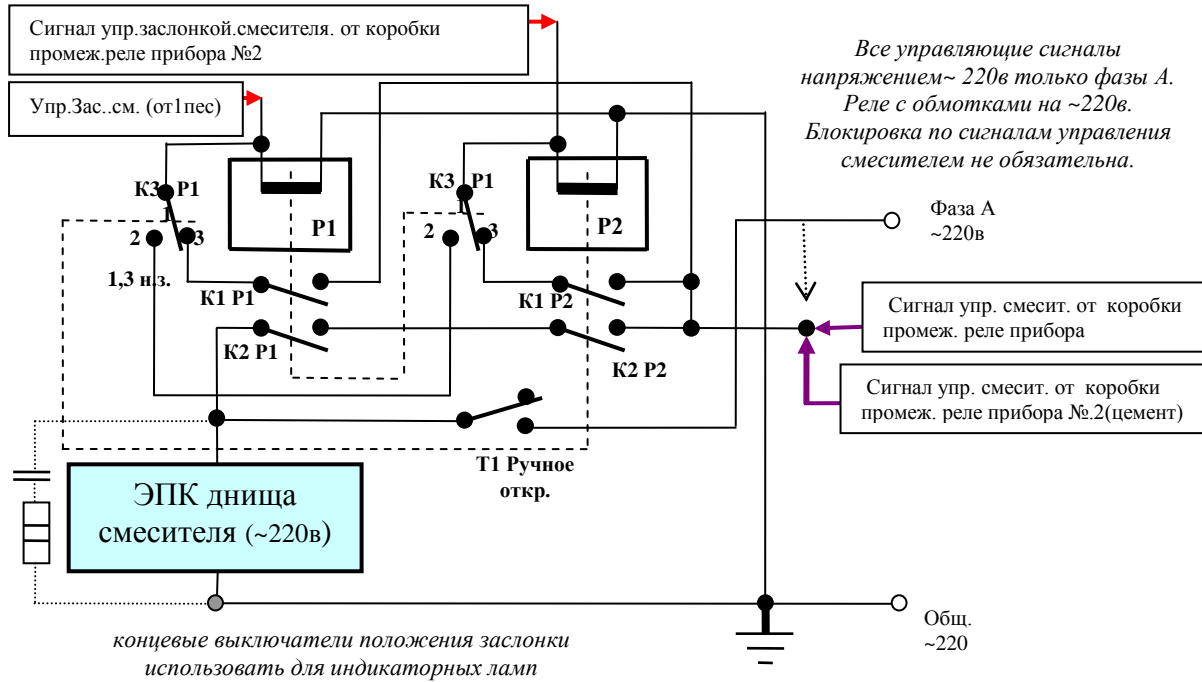 Сигнал упр.заслонкой.смесителя. от коробки
промеж.реле прибора №2
Упр.Зас..см. (от1пес)
Все управляющие сигналы
напряжением~ 220в только фазы А.
Реле с обмотками на ~220в.
Блокировка по сигналам управления
смесителем не обязательна.
К3 Р1
1
2
3
1,3 н.з.
Р1
К3 Р1
1
2
3
Р2
Фаза А
~220в
К1 Р1
К1 Р2
К2 Р1
К2 Р2
Сигнал упр. смесит. от коробки
промеж. реле прибора
Сигнал упр. смесит. от коробки
промеж. реле прибора №.2(цемент)
Т1 Ручное
откр.
ЭПК днища
смесителя (~220в)
Общ.
~220
концевые выключатели положения заслонки
использовать для индикаторных ламп